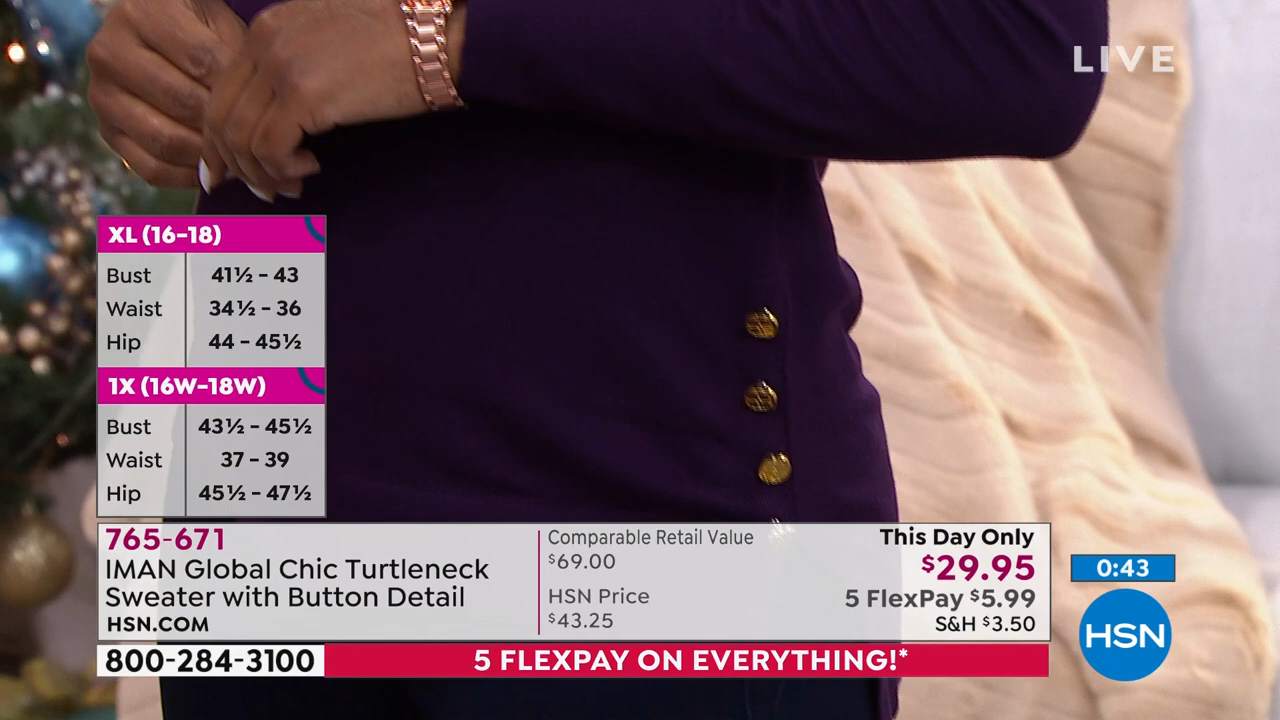 LIVE
XL (16–18)
Bust 41½ – 43
Waist 34½ – 36
Hip 44 – 45½
1X (16W–18W)
Bust 43½ – 45½
Waist 37 – 39
Hip 45½ – 47½
765-671
IMAN Global Chic Turtleneck
Sweater with Button Detail
HSN.COM
Comparable Retail Value
$69.00
HSN Price
$43.25
This Day Only
$29.95
5 FlexPay $5.99
S&H $3.50
0:43
HSN
800-284-3100
5 FLEXPAY ON EVERYTHING!*